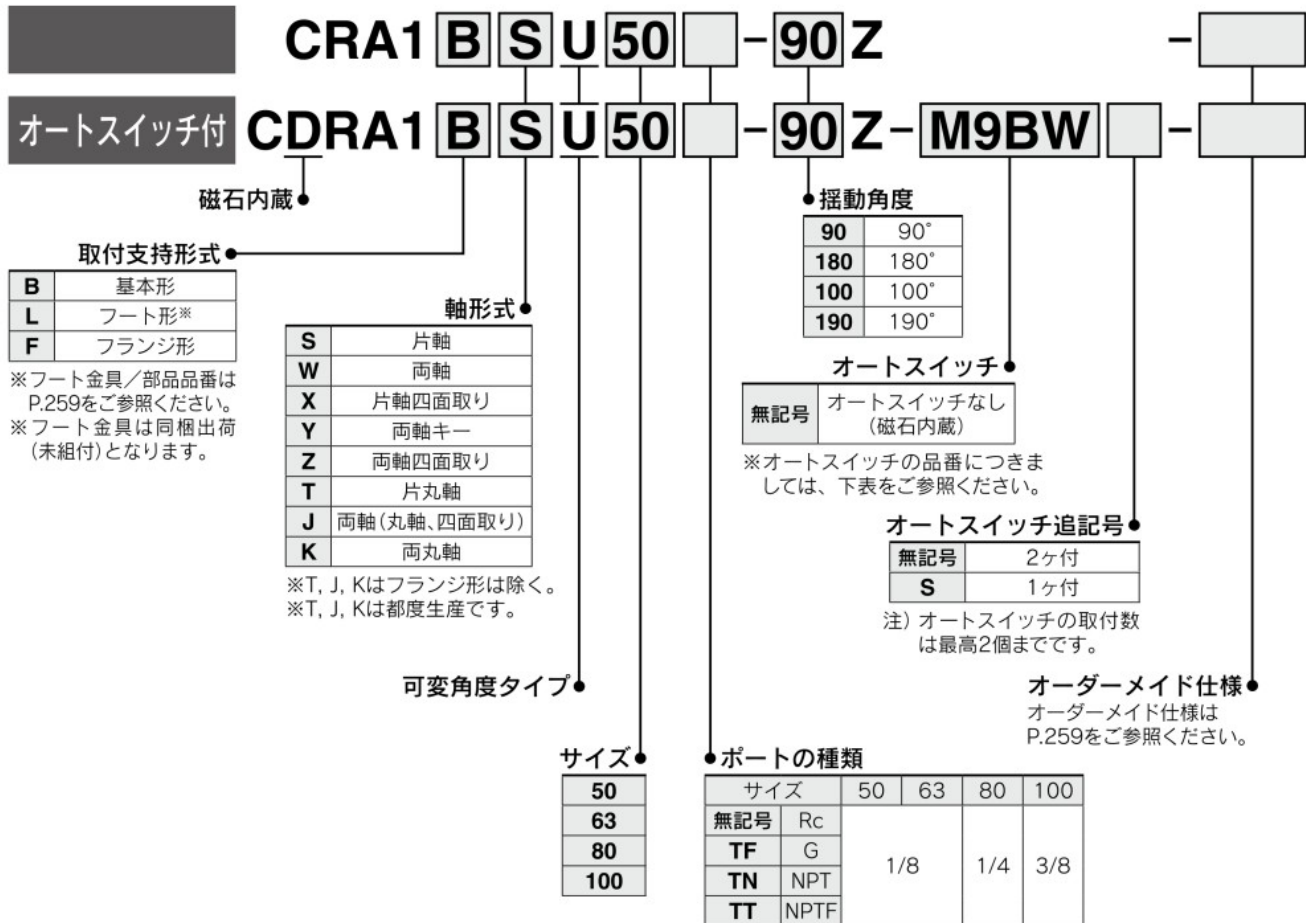 CRA1 B S U 50 -90 Z -
オートスイッチ付 CDRA1 B S U 50 -90 Z- M9BW -
磁石内蔵
取付支持形式
B 基本形
L フート形※
F フランジ形
※フート金具／部品品番は
P.259をご参照ください。
※フート金具は同梱出荷
(未組付)となります。
軸形式
S 片軸
W 両軸
X 片軸四面取り
Y 両軸キー
Z 両軸四面取り
T 片丸軸
J 両軸(丸軸、四面取り)
K 両丸軸
※T, J, Kはフランジ形は除く。
※T, J, Kは都度生産です。
可変角度タイプ
サイズ
50
63
80
100
ポートの種類
サイズ 50 63 80 100
無記号 Rc
TF G
TN NPT
TT NPTF
1/8 1/4 3/8
揺動角度
90 90°
180 180°
100 100°
190 190°
オートスイッチ
無記号 オートスイッチなし
(磁石内蔵)
※オートスイッチの品番につきま
しては、下表をご参照ください。
オートスイッチ追記号
無記号 2ヶ付
S 1ヶ付
注) オートスイッチの取付数
は最高2個までです。
オーダーメイド仕様
オーダーメイド仕様は
P.259をご参照ください。